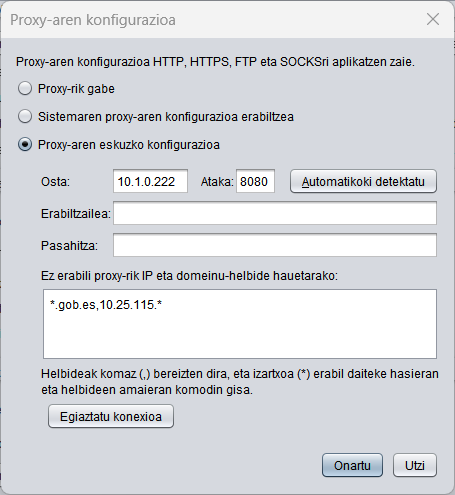 Proxy-aren konfigurazioa
Proxy-aren konfigurazioa HTTP, HTTPS, FTP eta SOCKSri aplikatzen zaie.
Proxy-rik gabe
Sistemaren proxy-aren konfigurazioa erabiltzea
Proxy-aren eskuzko konfigurazioa
Osta: 10.1.0.222 Ataka: 8080 Automatikoki detektatu
Erabiltzailea:
Pasahitza:
Ez erabili proxy-rik IP eta domeinu-helbide hauetarako:
*.gob.es,10.25.115.*
Helbideak komaz (,) bereizten dira, eta izartxoa (*) erabil daiteke hasieran
eta helbideen amaieran komodin gisa.
Egiaztatu konexioa
Onartu Utzi